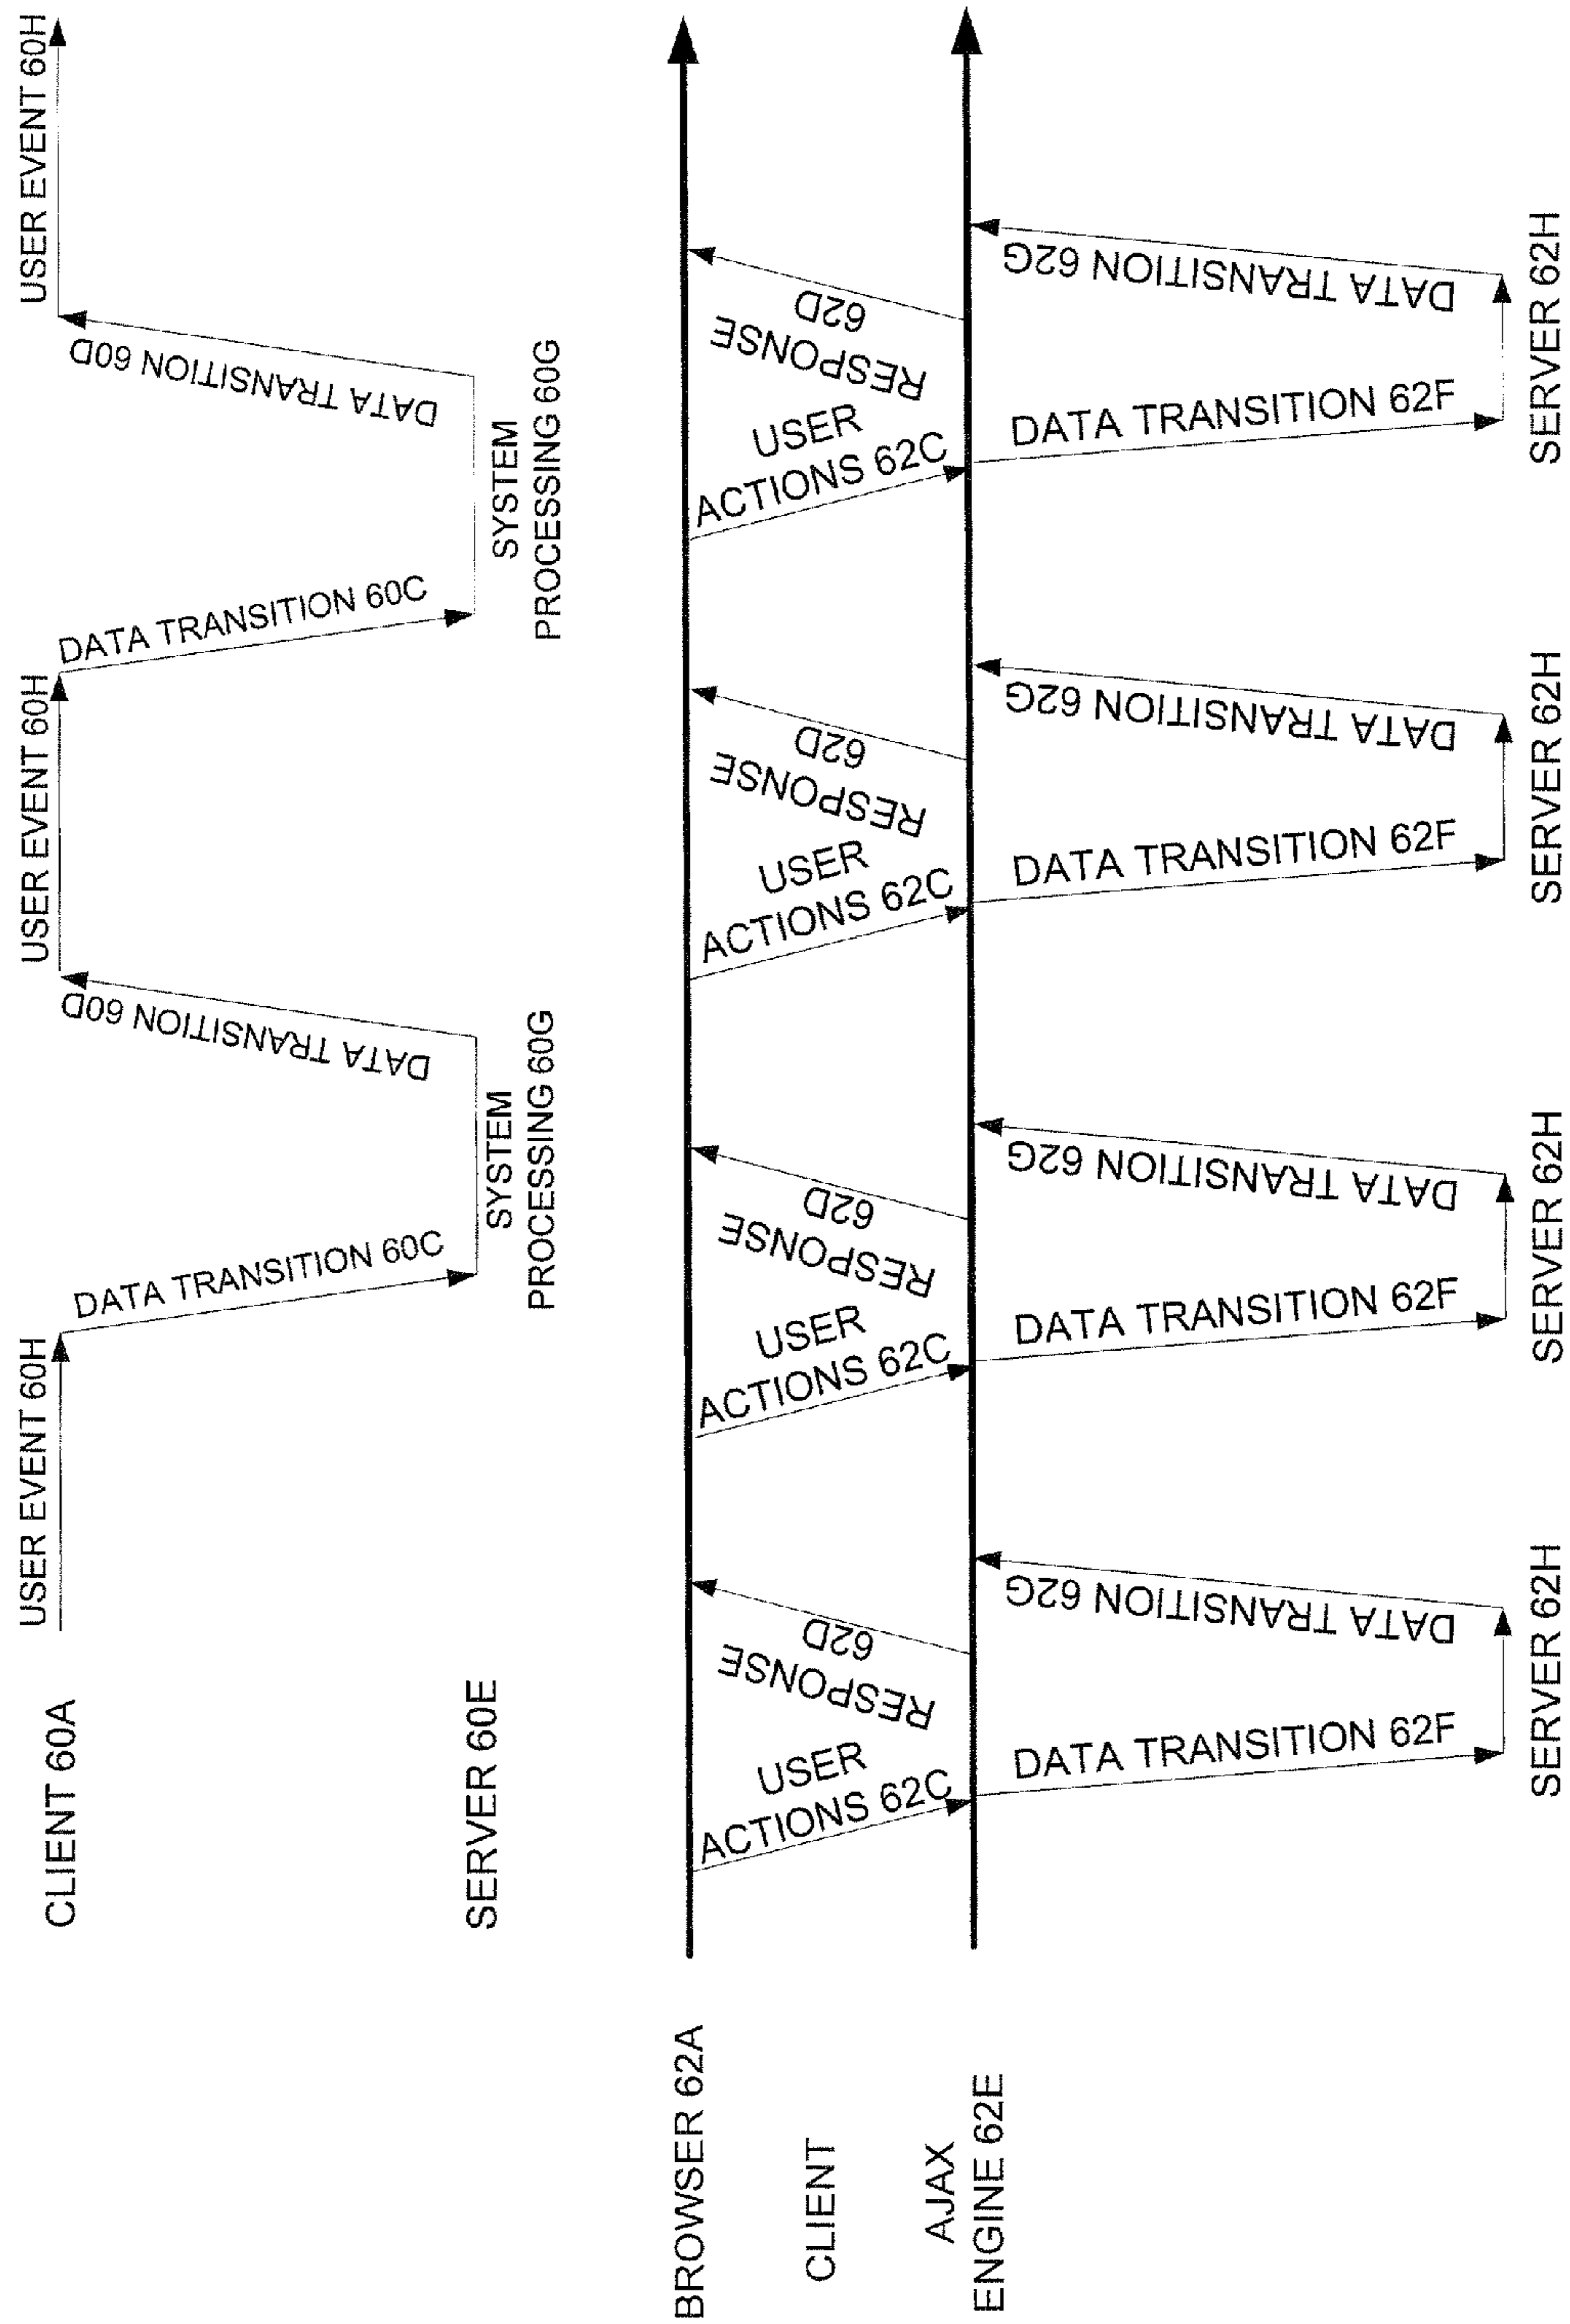 CLIENT 60A
USER EVENT 60H
DATA TRANSITION 60C
DATA TRANSITION 60D
USER EVENT 60H
DATA TRANSITION 60C
DATA TRANSITION 60D
USER EVENT 60H
SERVER 60E
SYSTEM
PROCESSING 60G
SYSTEM
PROCESSING 60G
BROWSER 62A
CLIENT
AJAX
ENGINE 62E
USER
ACTIONS 62C
RESPONSE
62D
USER
ACTIONS 62C
RESPONSE
62D
USER
ACTIONS 62C
RESPONSE
62D
USER
ACTIONS 62C
RESPONSE
62D
DATA TRANSITION 62F
DATA TRANSITION 62G
DATA TRANSITION 62F
DATA TRANSITION 62G
DATA TRANSITION 62F
DATA TRANSITION 62G
DATA TRANSITION 62F
DATA TRANSITION 62G
SERVER 62H
SERVER 62H
SERVER 62H
SERVER 62H